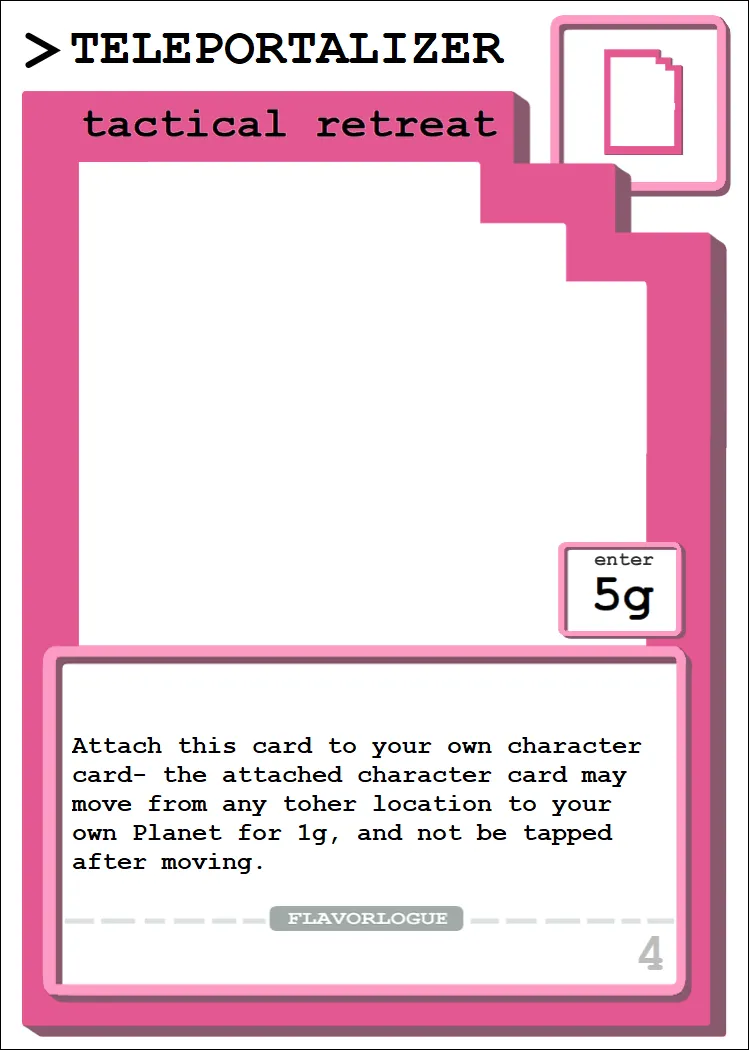 > TELEPORTALIZER
tactical retreat
enter
5g
Attach this card to your own character
card- the attached character card may
move from any toher location to your
own Planet for 1g, and not be tapped
after moving.
FLAVORLOGUE
4